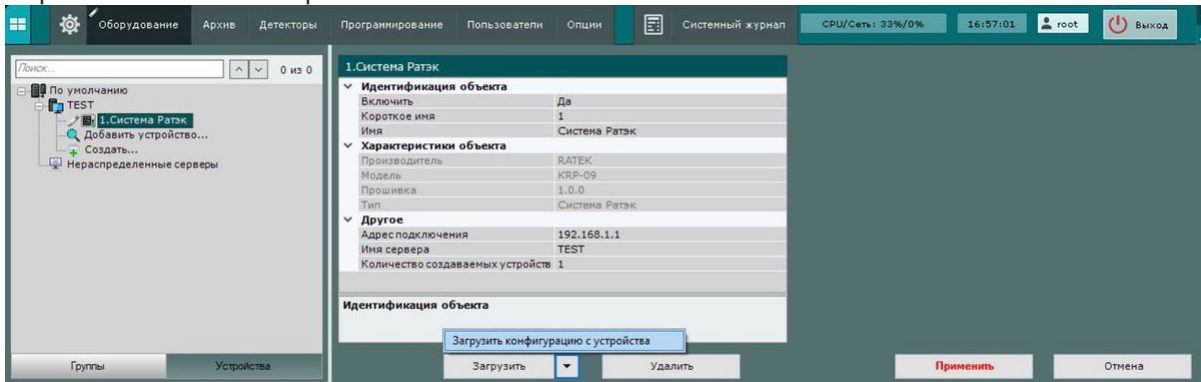 Оборудование Архив Детекторы Программирование Пользователи Опции Системный журнал CPU/Сеть: 33%/0% 16:57:01 root Выход
Поиск... 0 из 0
По умолчанию
TEST
1.Система Ратэк
Добавить устройство...
Создать...
Нераспределенные серверы
1.Система Ратэк
Идентификация объекта
Включить Да
Короткое имя 1
Имя Система Ратэк
Характеристики объекта
Производитель RATEK
Модель KRP-09
Прошивка 1.0.0
Тип Система Ратэк
Другое
Адрес подключения 192.168.1.1
Имя сервера TEST
Количество создаваемых устройств 1
Идентификация объекта
Загрузить конфигурацию с устройства
Группы Устройства Загрузить Удалить Применить Отмена